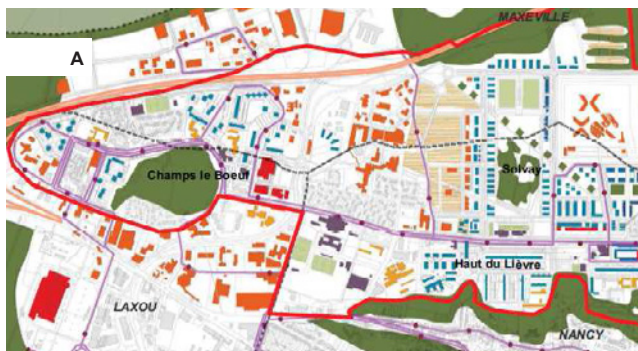 MAXEVILLE
A
Champs le Boeuf
Solvay
Haut du Lièvre
LAXOU
NANCY